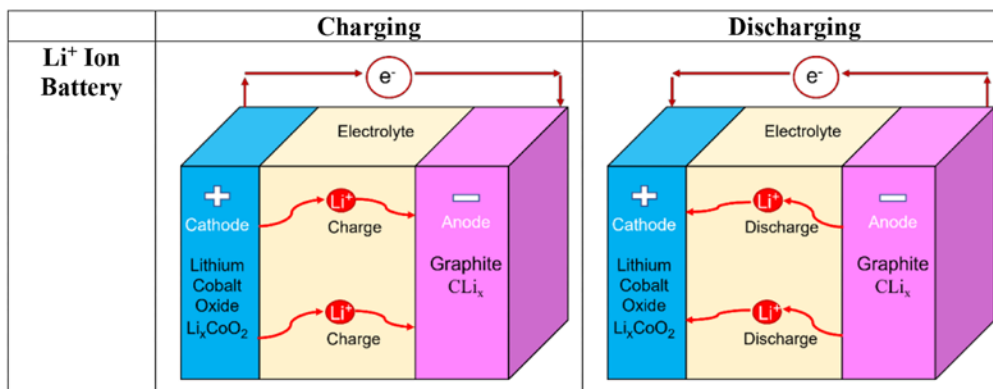 Charging
Discharging
Li⁺ Ion
Battery
e⁻
Electrolyte
+
Cathode
Lithium
Cobalt
Oxide
LiₓCoO₂
Li⁺
Charge
Li⁺
Charge
−
Anode
Graphite
CLiₓ
e⁻
Electrolyte
+
Cathode
Lithium
Cobalt
Oxide
LiₓCoO₂
Li⁺
Discharge
Li⁺
Discharge
−
Anode
Graphite
CLiₓ